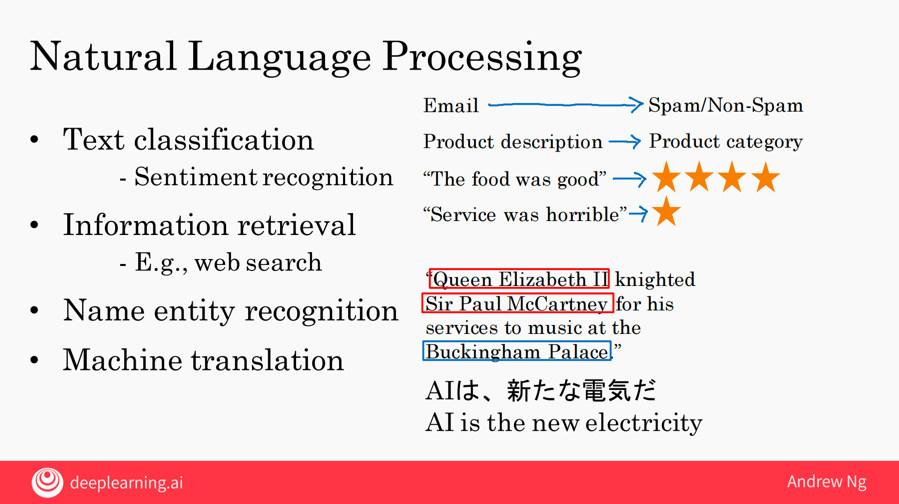 Natural Language Processing
• Text classification
- Sentiment recognition
• Information retrieval
- E.g., web search
• Name entity recognition
• Machine translation
Email → Spam/Non-Spam
Product description → Product category
“The food was good” → ★★★★
“Service was horrible” → ★
“Queen Elizabeth II knighted
Sir Paul McCartney for his
services to music at the
Buckingham Palace.”
AIは、新たな電気だ
AI is the new electricity
deeplearning.ai
Andrew Ng